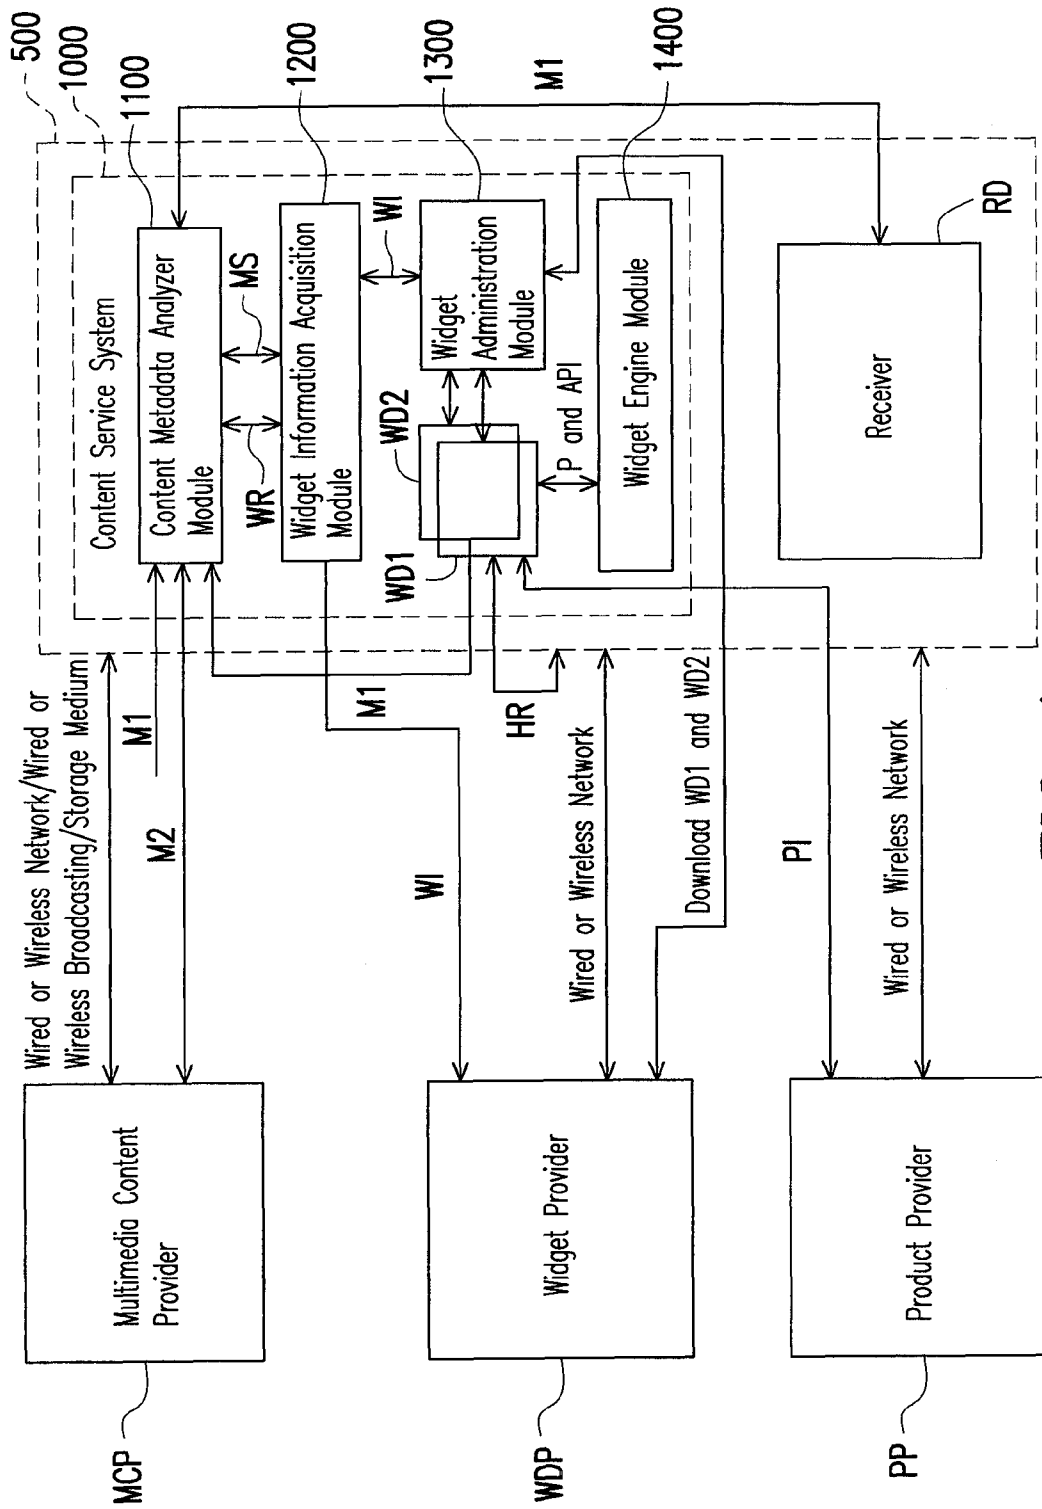 500
1000
1100
1200
1300
1400
M1
RD
Content Service System
Content Metadata Analyzer
Module
MS
WR
Widget Information Acquisition
Module
WI
Widget
Administration
Module
WD2
WD1
P and API
Widget Engine Module
Receiver
Wired or Wireless Network/Wired or
Wireless Broadcasting/Storage Medium
M1
M2
M1
WI
HR
Wired or Wireless Network
Download WD1 and WD2
PI
Wired or Wireless Network
Multimedia Content
Provider
Widget Provider
Product Provider
MCP
WDP
PP